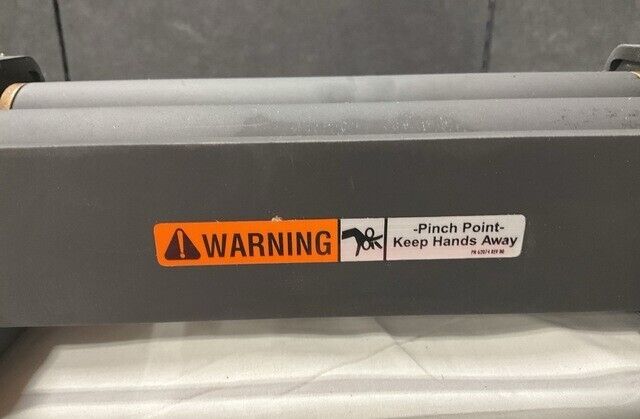 WARNING
-Pinch Point-
Keep Hands Away